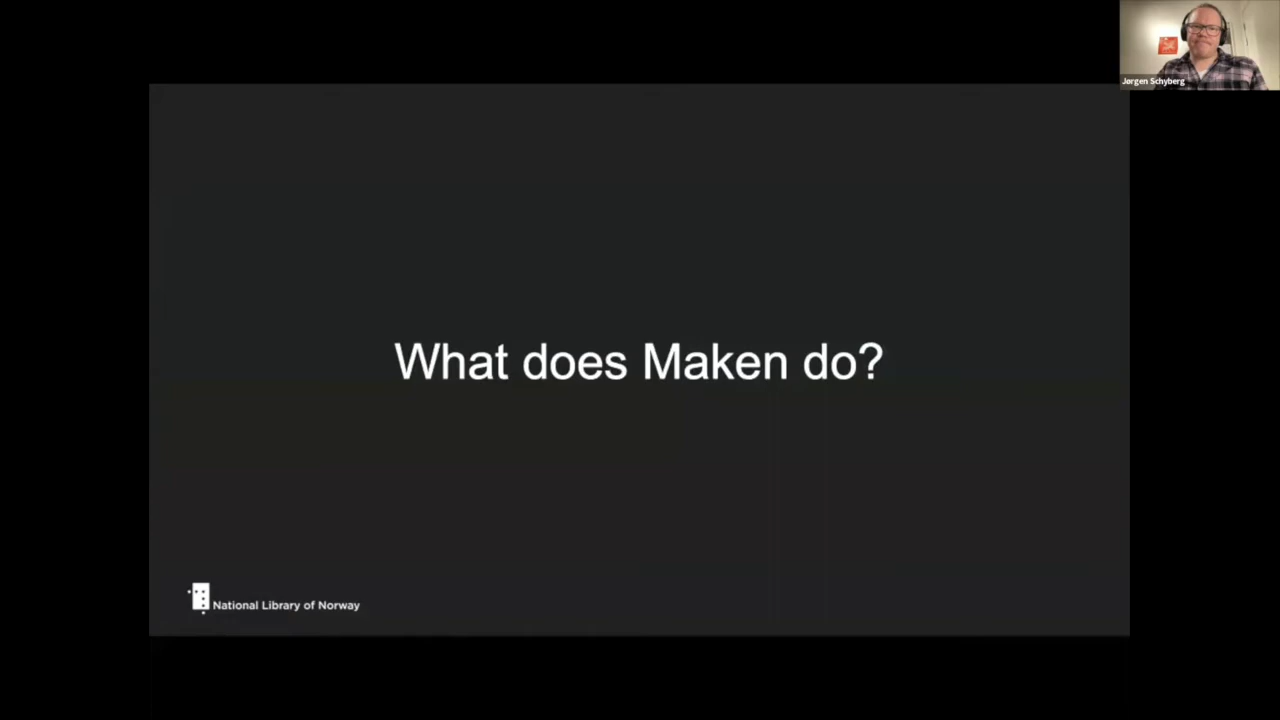 Jørgen Schyberg
What does Maken do?
National Library of Norway